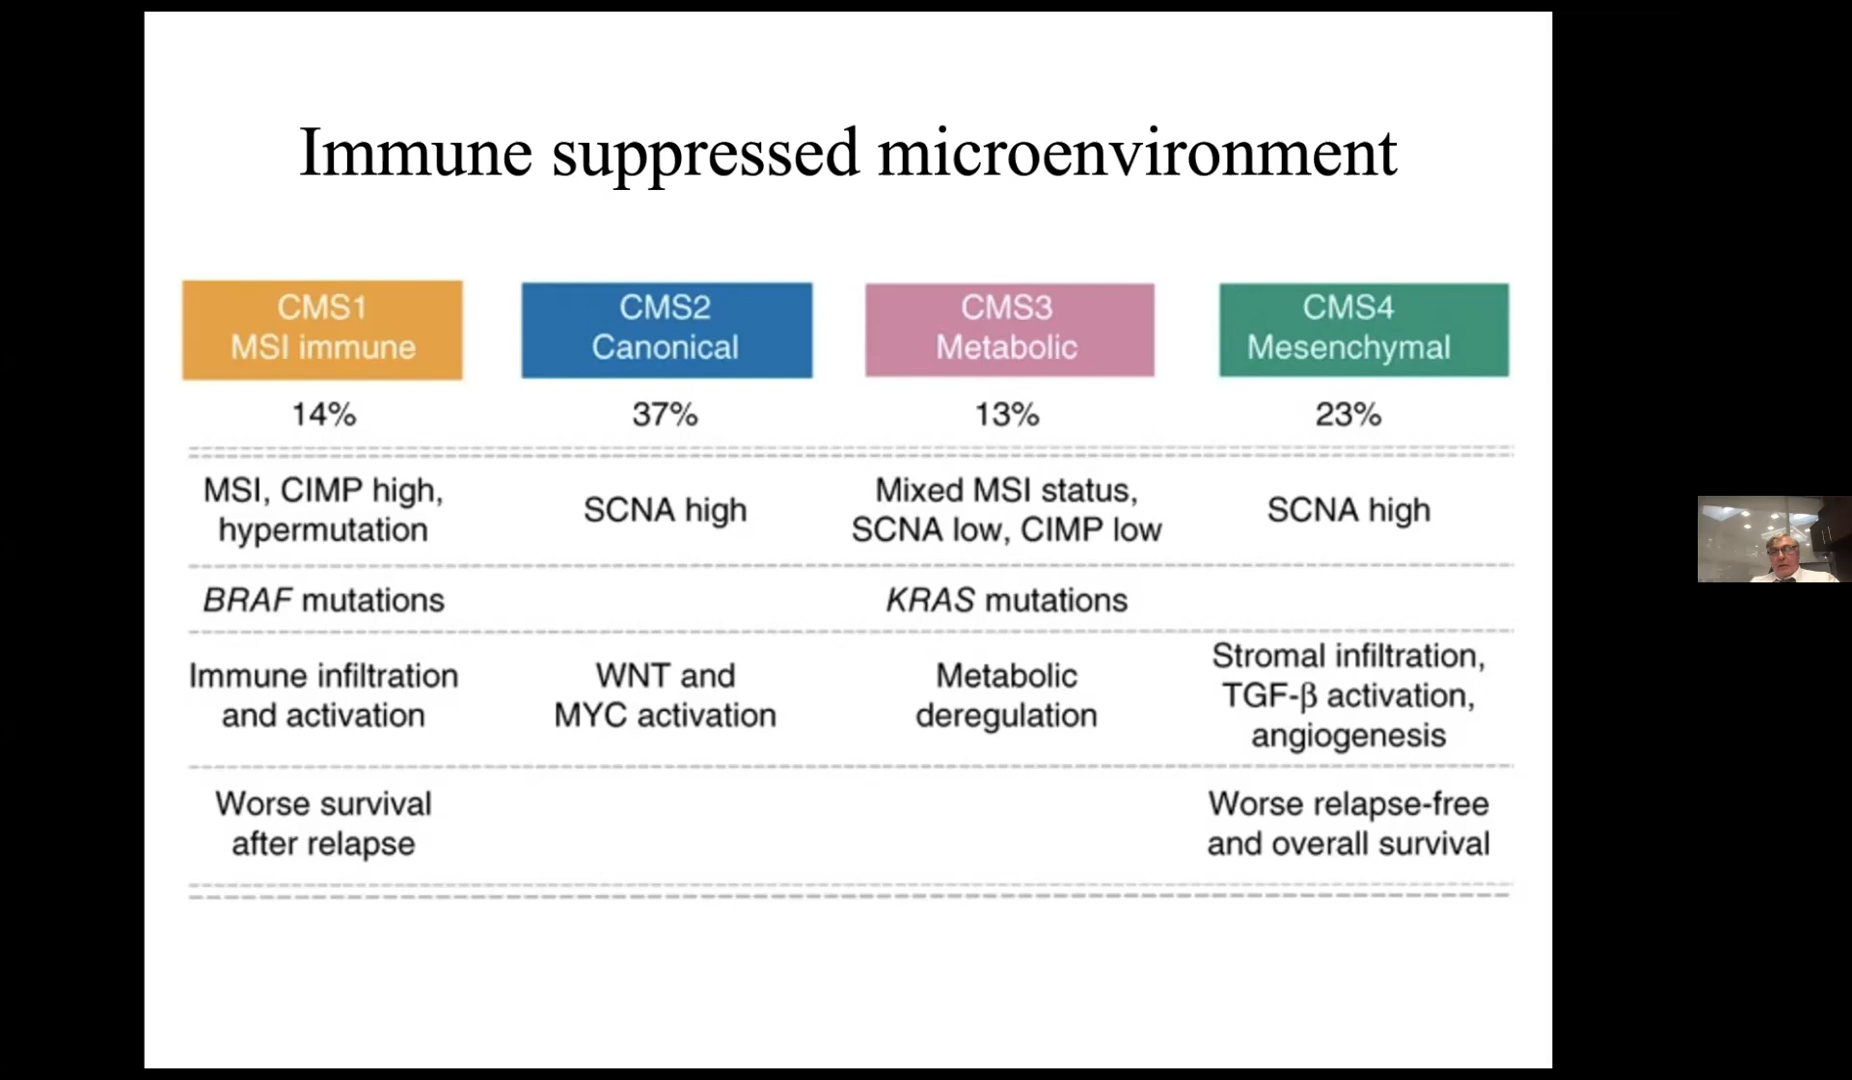 Immune suppressed microenvironment
CMS1
MSI immune
CMS2
Canonical
CMS3
Metabolic
CMS4
Mesenchymal
14%
37%
13%
23%
MSI, CIMP high,
hypermutation
SCNA high
Mixed MSI status,
SCNA low, CIMP low
SCNA high
BRAF mutations
KRAS mutations
Immune infiltration
and activation
WNT and
MYC activation
Metabolic
deregulation
Stromal infiltration,
TGF-β activation,
angiogenesis
Worse survival
after relapse
Worse relapse-free
and overall survival